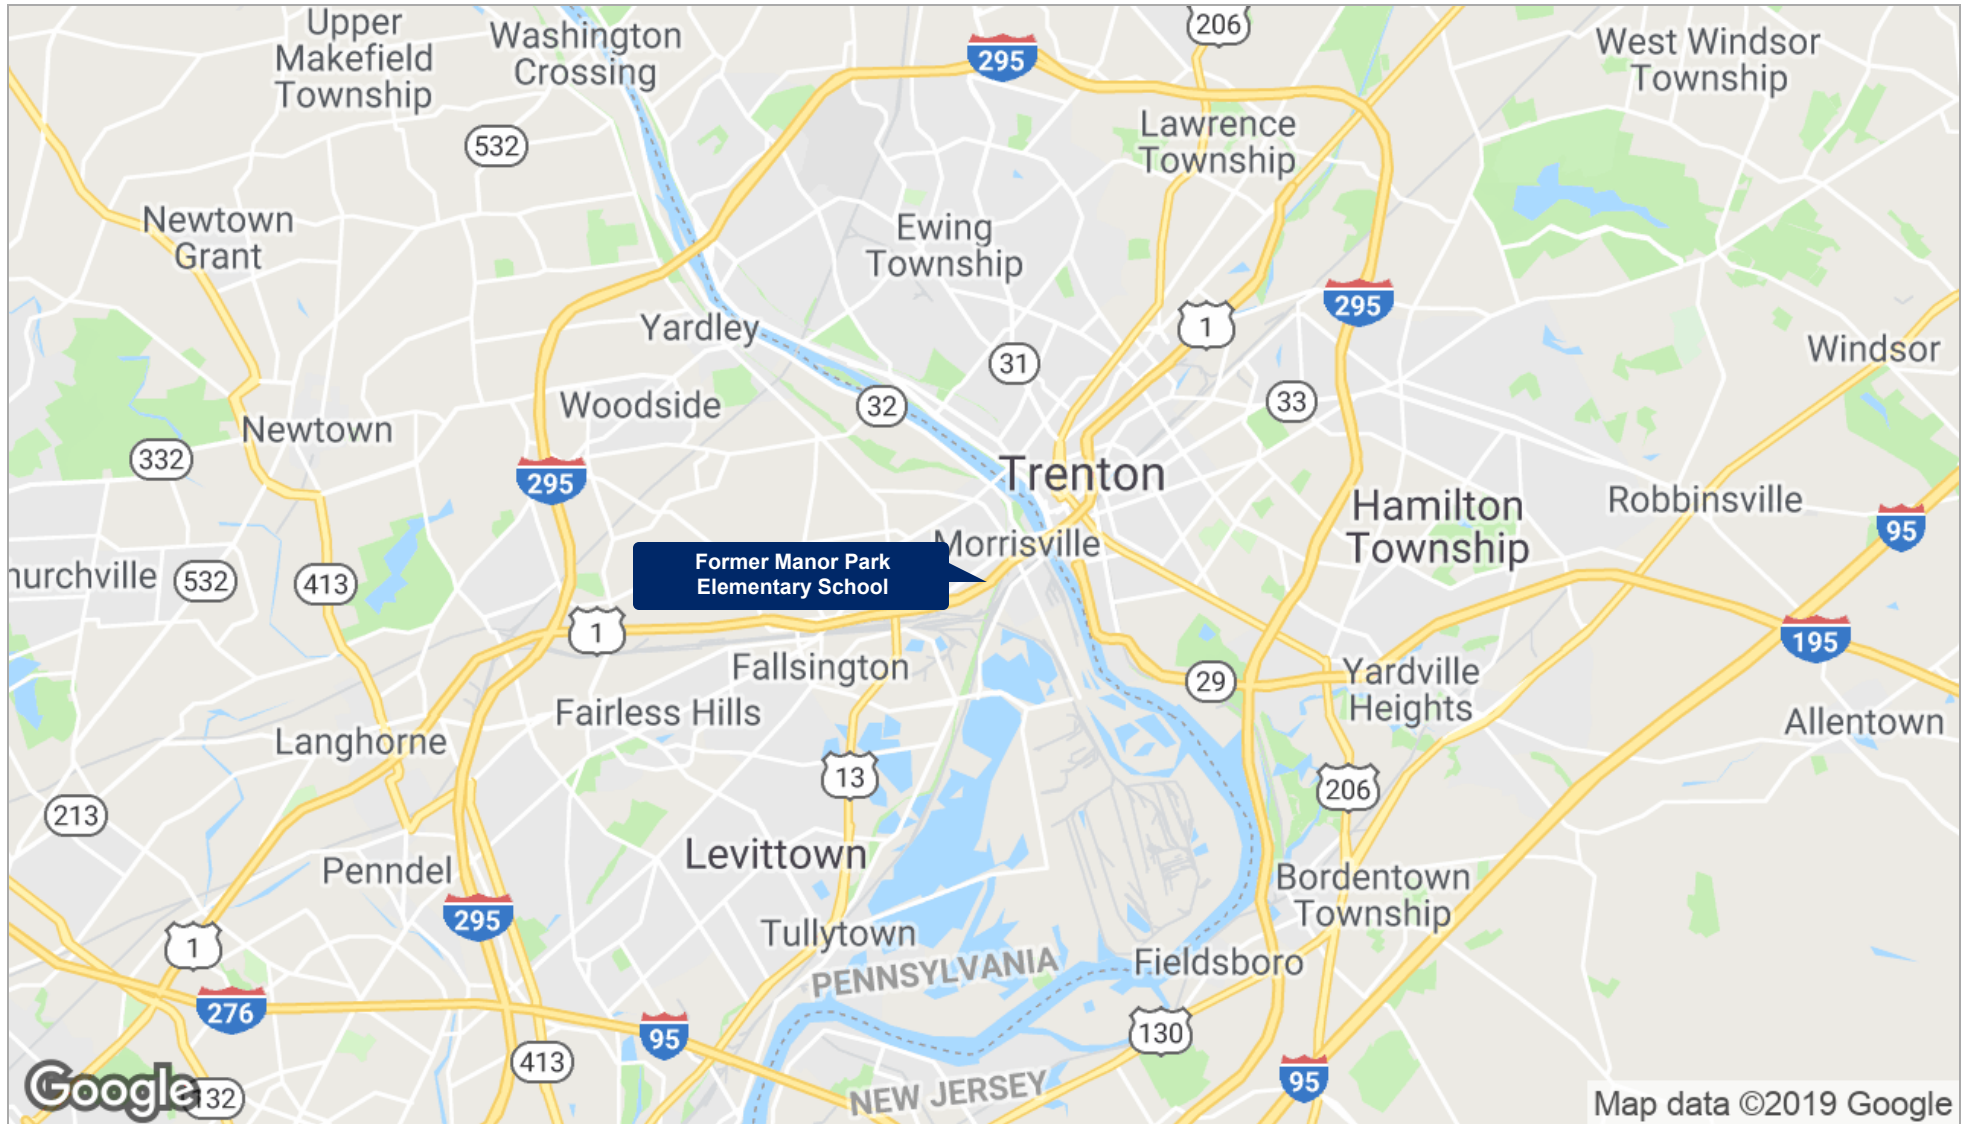 Upper
Makefield
Township
Washington
Crossing
295
206
West Windsor
Township
532
Lawrence
Township
Newtown
Grant
Ewing
Township
295
1
Yardley
31
Windsor
Woodside
32
33
Newtown
332
295
Trenton
Hamilton
Township
Robbinsville
95
Morrisville
Former Manor Park
Elementary School
hurchville
532
413
1
195
Fallsington
29
Yardville
Heights
Fairless Hills
Langhorne
Allentown
13
206
213
Levittown
Penndel
Bordentown
Township
295
Tullytown
1
PENNSYLVANIA
Fieldsboro
276
95
130
413
95
NEW JERSEY
Google
132
Map data ©2019 Google